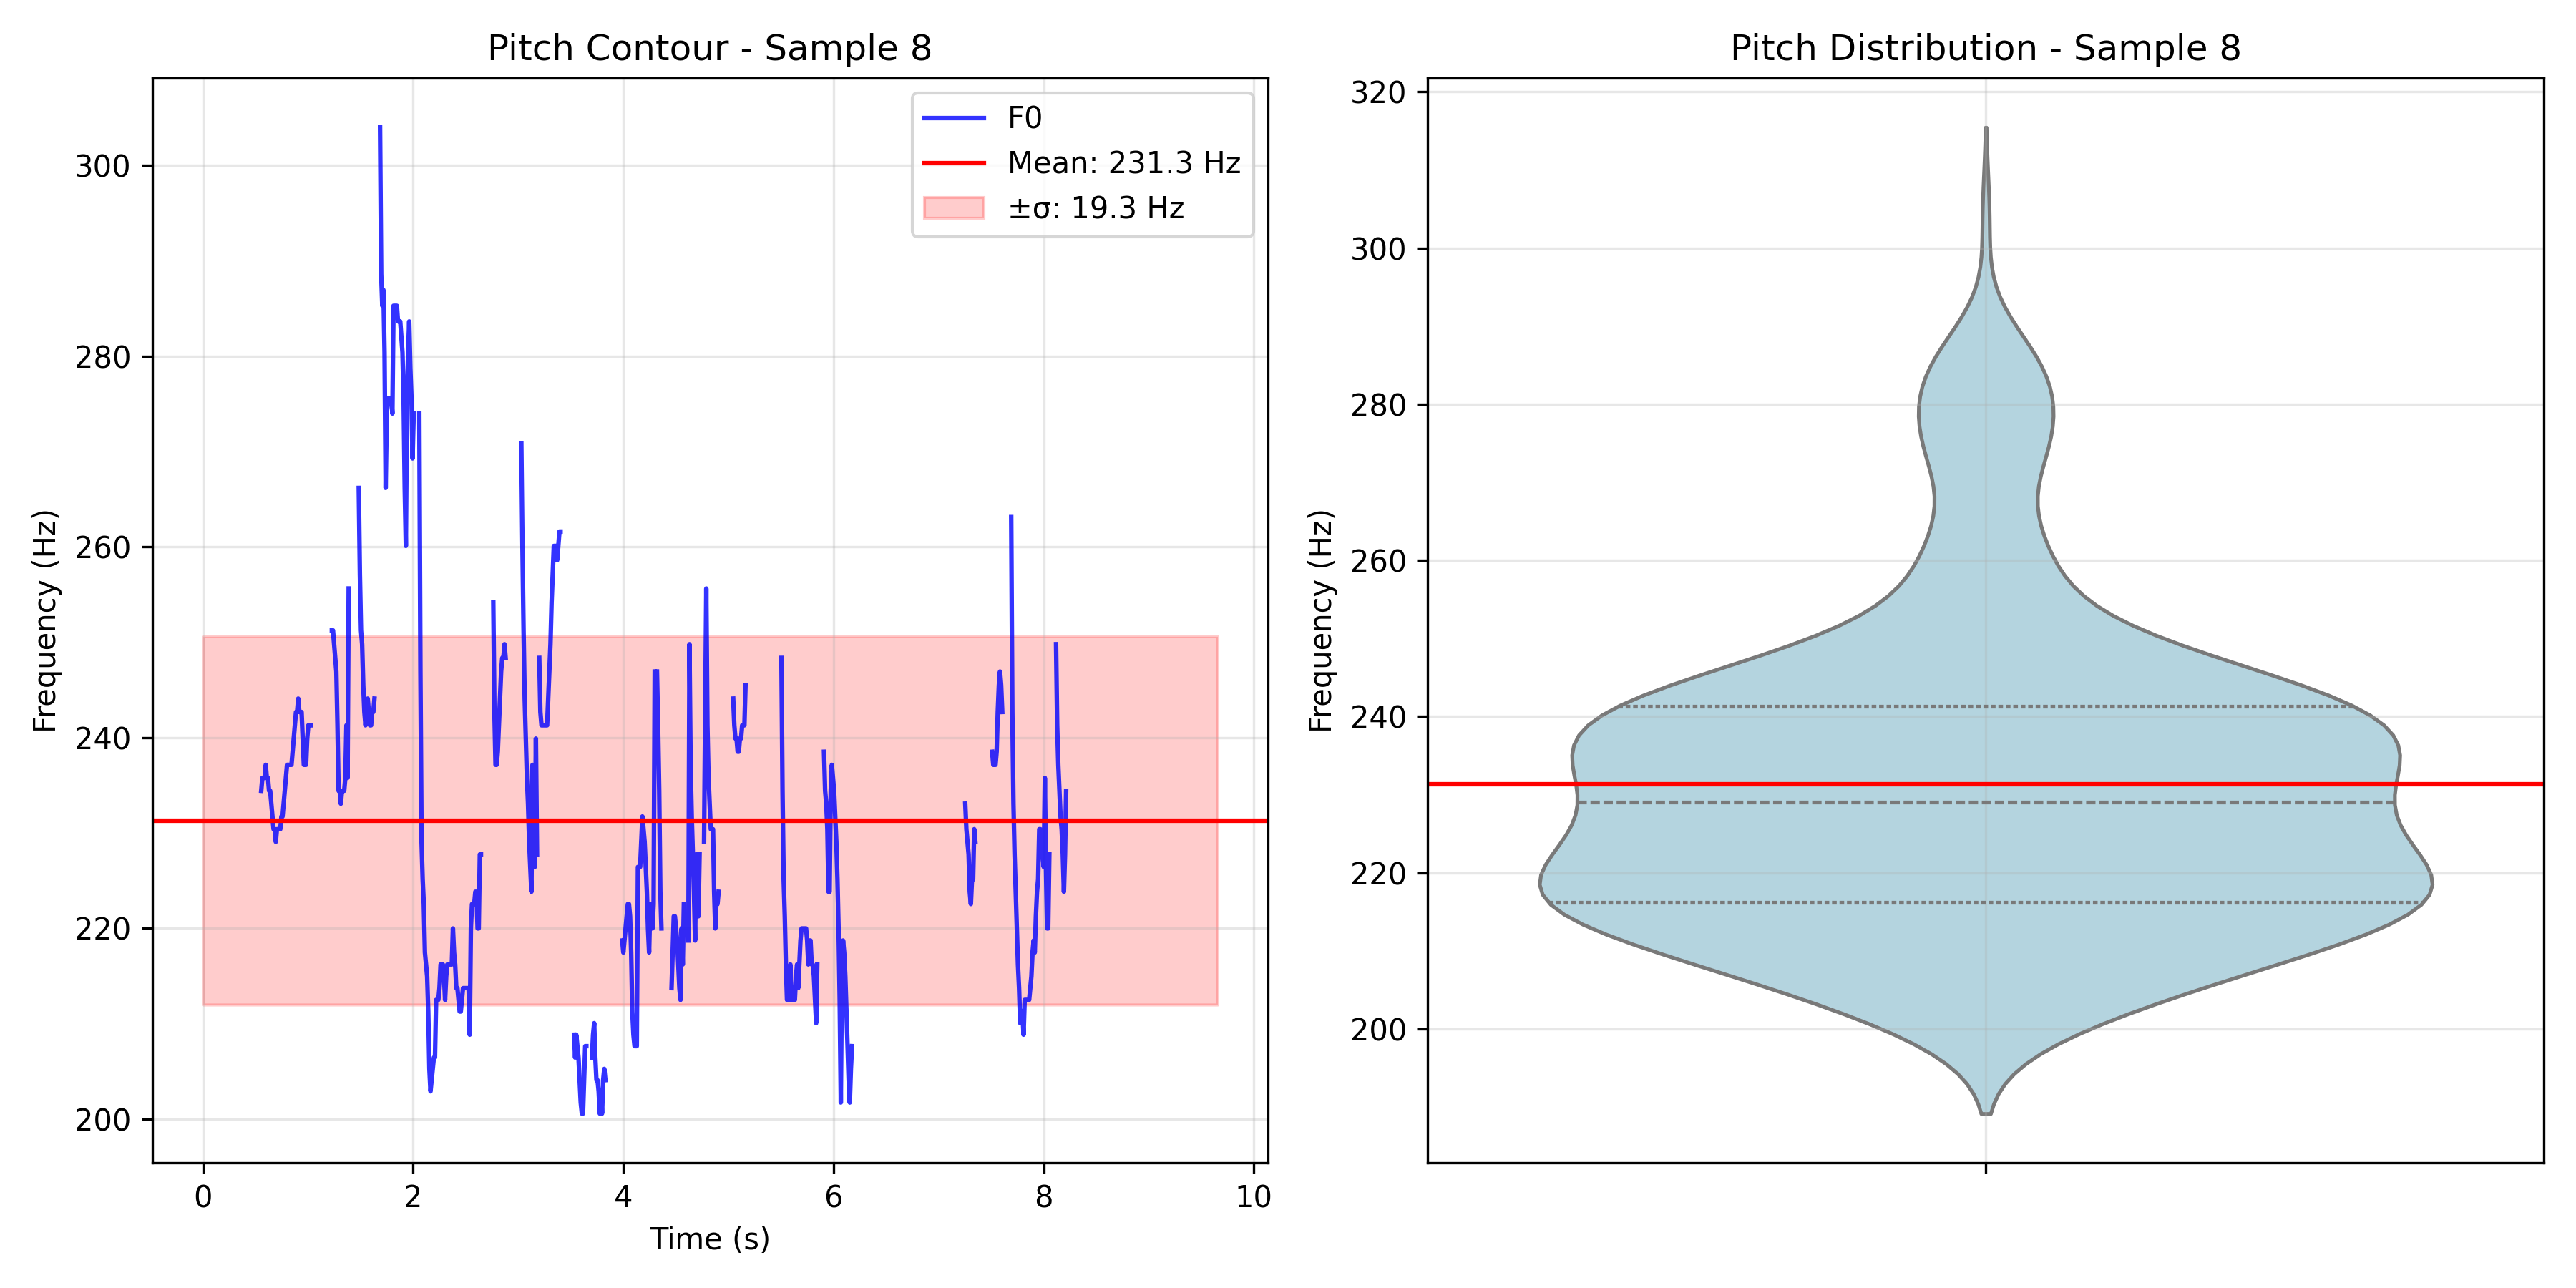 Pitch Contour - Sample 8
F0
Mean: 231.3 Hz
±σ: 19.3 Hz
Frequency (Hz)
300
280
260
240
220
200
0 2 4 6 8 10
Time (s)
Pitch Distribution - Sample 8
Frequency (Hz)
320
300
280
260
240
220
200